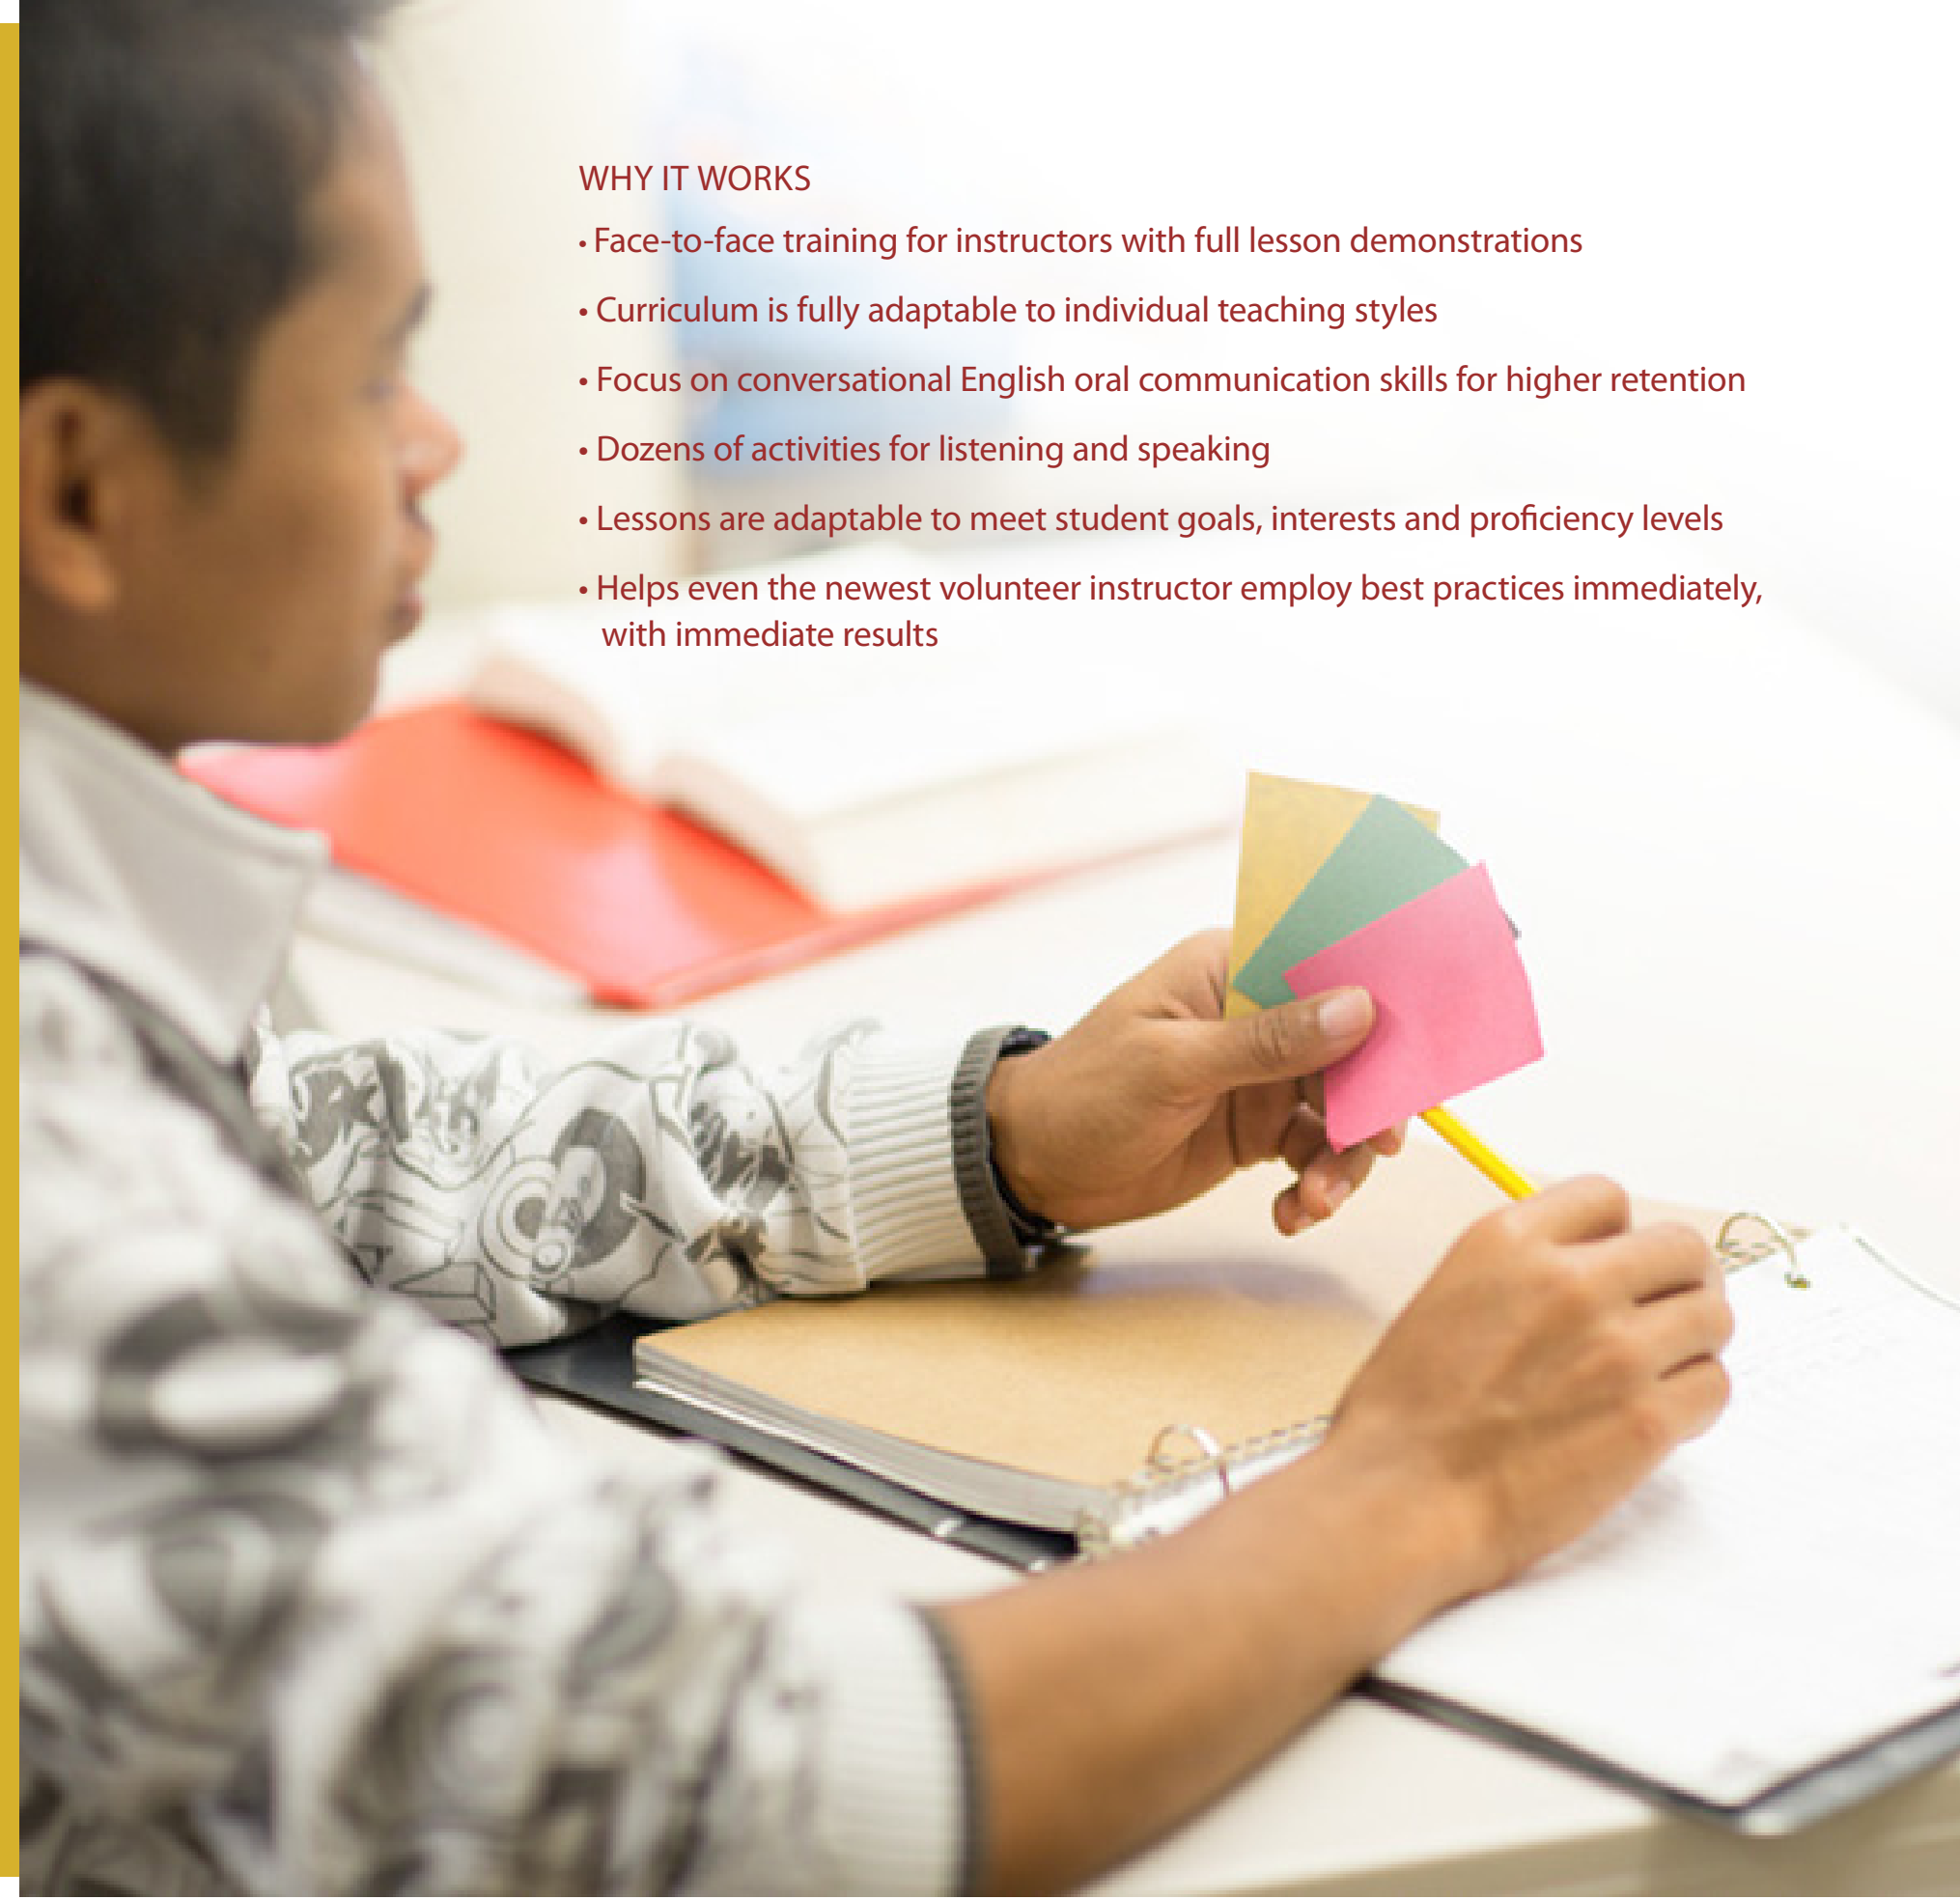 WHY IT WORKS
• Face-to-face training for instructors with full lesson demonstrations
• Curriculum is fully adaptable to individual teaching styles
• Focus on conversational English oral communication skills for higher retention
• Dozens of activities for listening and speaking
• Lessons are adaptable to meet student goals, interests and proficiency levels
• Helps even the newest volunteer instructor employ best practices immediately,
with immediate results